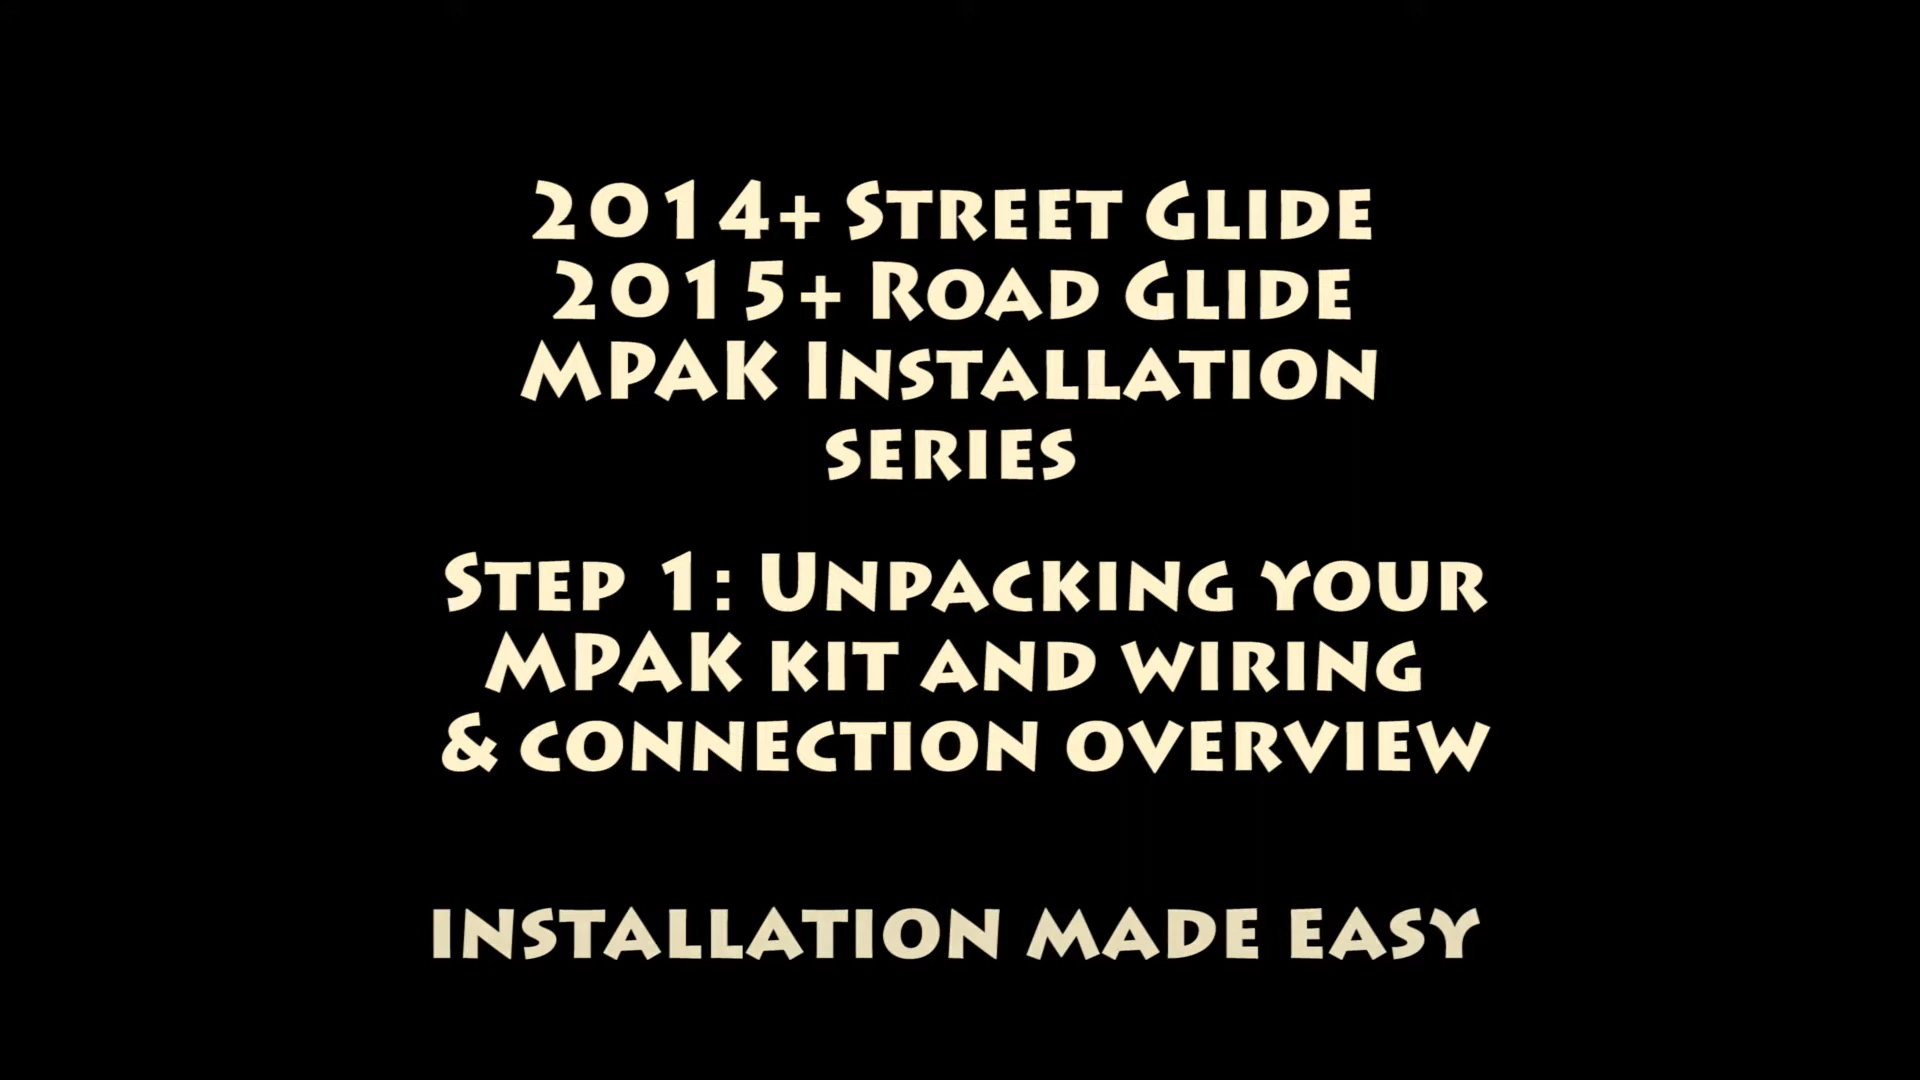 2014+ Street Glide
2015+ Road Glide
MPAK Installation
series
Step 1: Unpacking your
MPAK kit and wiring
& connection overview
installation made easy